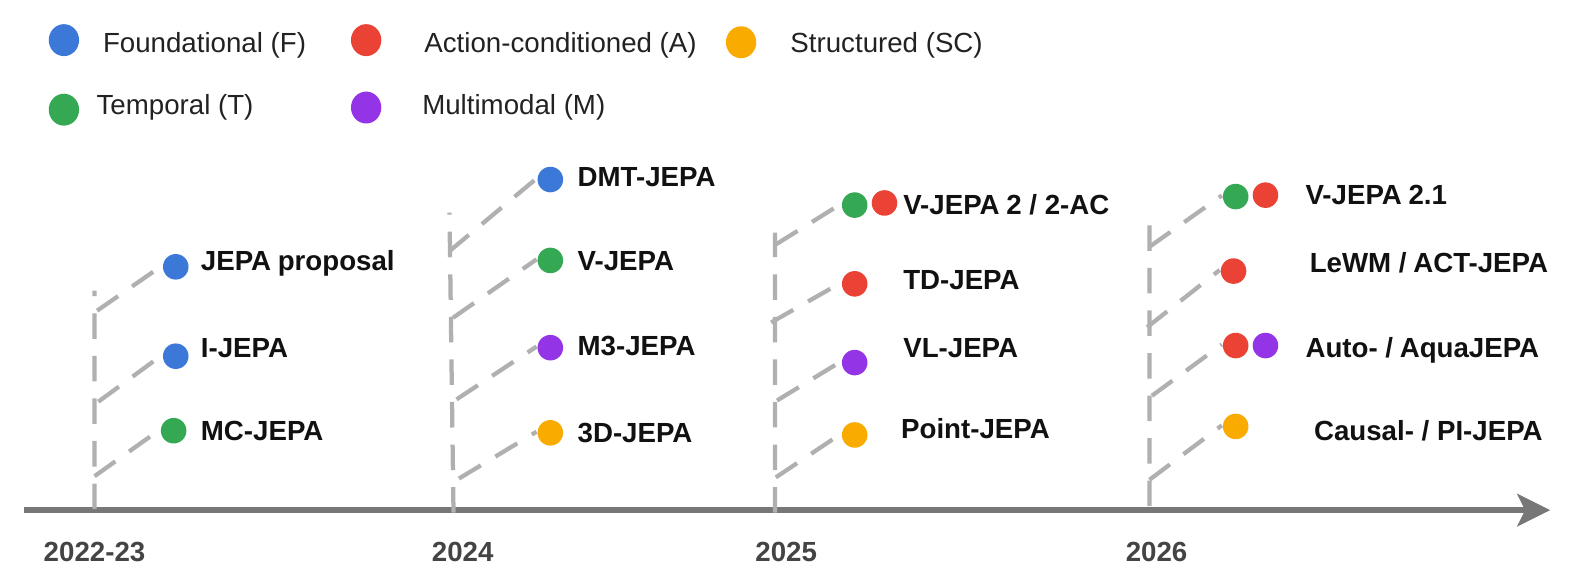 Foundational (F)
Action-conditioned (A)
Structured (SC)
Temporal (T)
Multimodal (M)
JEPA proposal
I-JEPA
MC-JEPA
DMT-JEPA
V-JEPA
M3-JEPA
3D-JEPA
V-JEPA 2 / 2-AC
TD-JEPA
VL-JEPA
Point-JEPA
V-JEPA 2.1
LeWM / ACT-JEPA
Auto- / AquaJEPA
Causal- / PI-JEPA
2022-23
2024
2025
2026